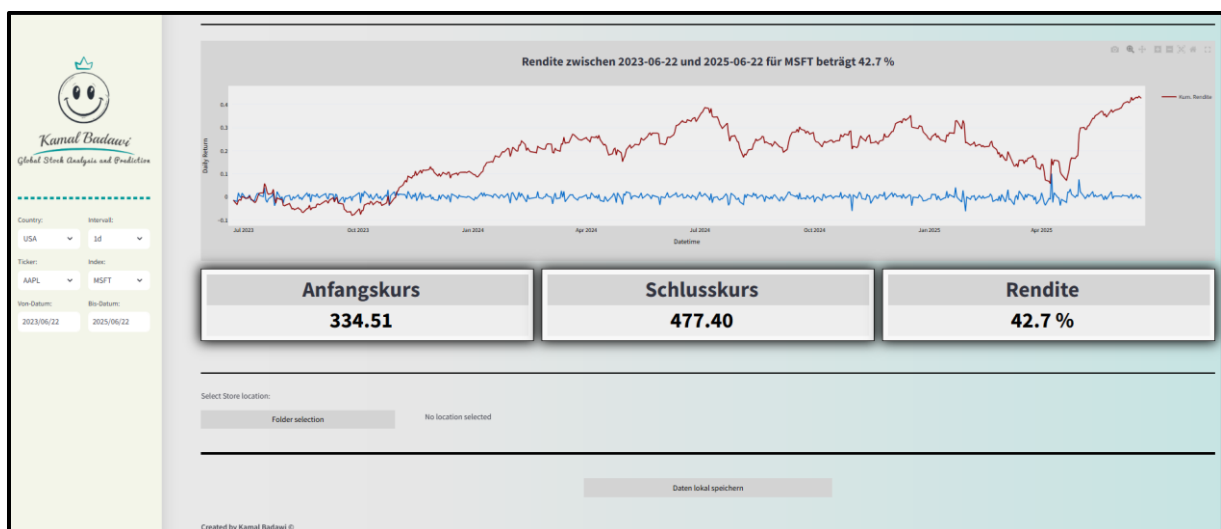 Kamal Badawi
Global Stock Analysis and Prediction
Country:
Intervall:
USA
1d
Ticker:
Index:
AAPL
MSFT
Von-Datum:
Bis-Datum:
2023/06/22
2025/06/22
Rendite zwischen 2023-06-22 und 2025-06-22 für MSFT beträgt 42.7 %
Kum. Rendite
Daily Return
0.4
0.3
0.2
0.1
0
−0.1
Jul 2023
Oct 2023
Jan 2024
Apr 2024
Jul 2024
Oct 2024
Jan 2025
Apr 2025
Datetime
Anfangskurs
334.51
Schlusskurs
477.40
Rendite
42.7 %
Select Store location:
Folder selection
No location selected
Daten lokal speichern
Created by Kamal Badawi ©